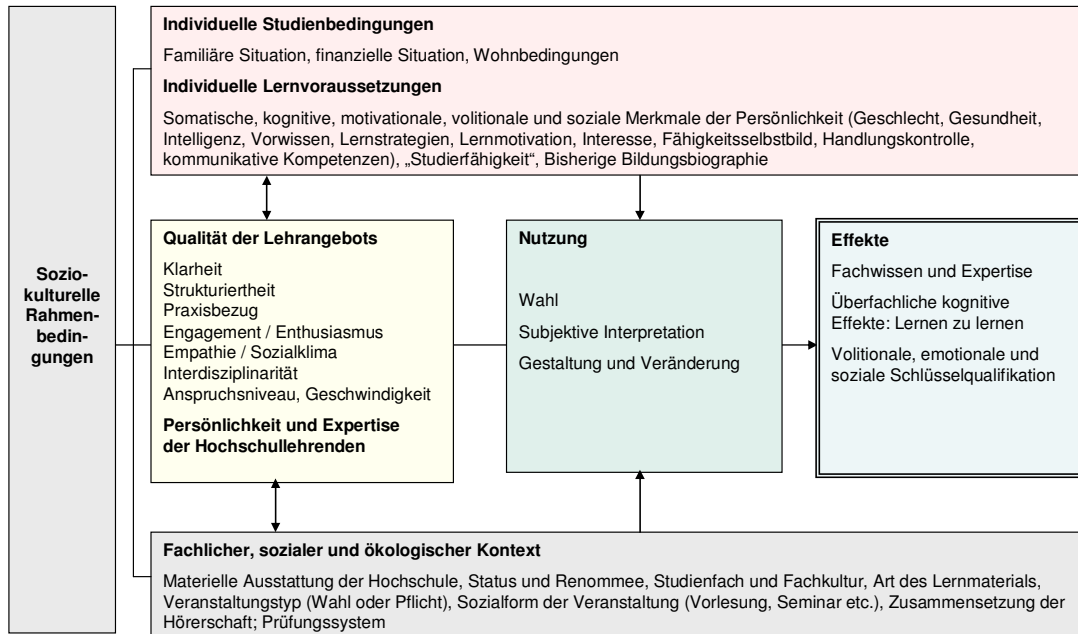 Sozio-
kulturelle
Rahmen-
bedin-
gungen
Individuelle Studienbedingungen
Familiäre Situation, finanzielle Situation, Wohnbedingungen
Individuelle Lernvoraussetzungen
Somatische, kognitive, motivationale, volitionale und soziale Merkmale der Persönlichkeit (Geschlecht, Gesundheit,
Intelligenz, Vorwissen, Lernstrategien, Lernmotivation, Interesse, Fähigkeitsselbstbild, Handlungskontrolle,
kommunikative Kompetenzen), „Studierfähigkeit“, Bisherige Bildungsbiographie
Qualität der Lehrangebots
Klarheit
Strukturiertheit
Praxisbezug
Engagement / Enthusiasmus
Empathie / Sozialklima
Interdisziplinarität
Anspruchsniveau, Geschwindigkeit
Persönlichkeit und Expertise
der Hochschullehrenden
Nutzung
Wahl
Subjektive Interpretation
Gestaltung und Veränderung
Effekte
Fachwissen und Expertise
Überfachliche kognitive
Effekte: Lernen zu lernen
Volitionale, emotionale und
soziale Schlüsselqualifikation
Fachlicher, sozialer und ökologischer Kontext
Materielle Ausstattung der Hochschule, Status und Renommee, Studienfach und Fachkultur, Art des Lernmaterials,
Veranstaltungstyp (Wahl oder Pflicht), Sozialform der Veranstaltung (Vorlesung, Seminar etc.), Zusammensetzung der
Hörerschaft; Prüfungssystem